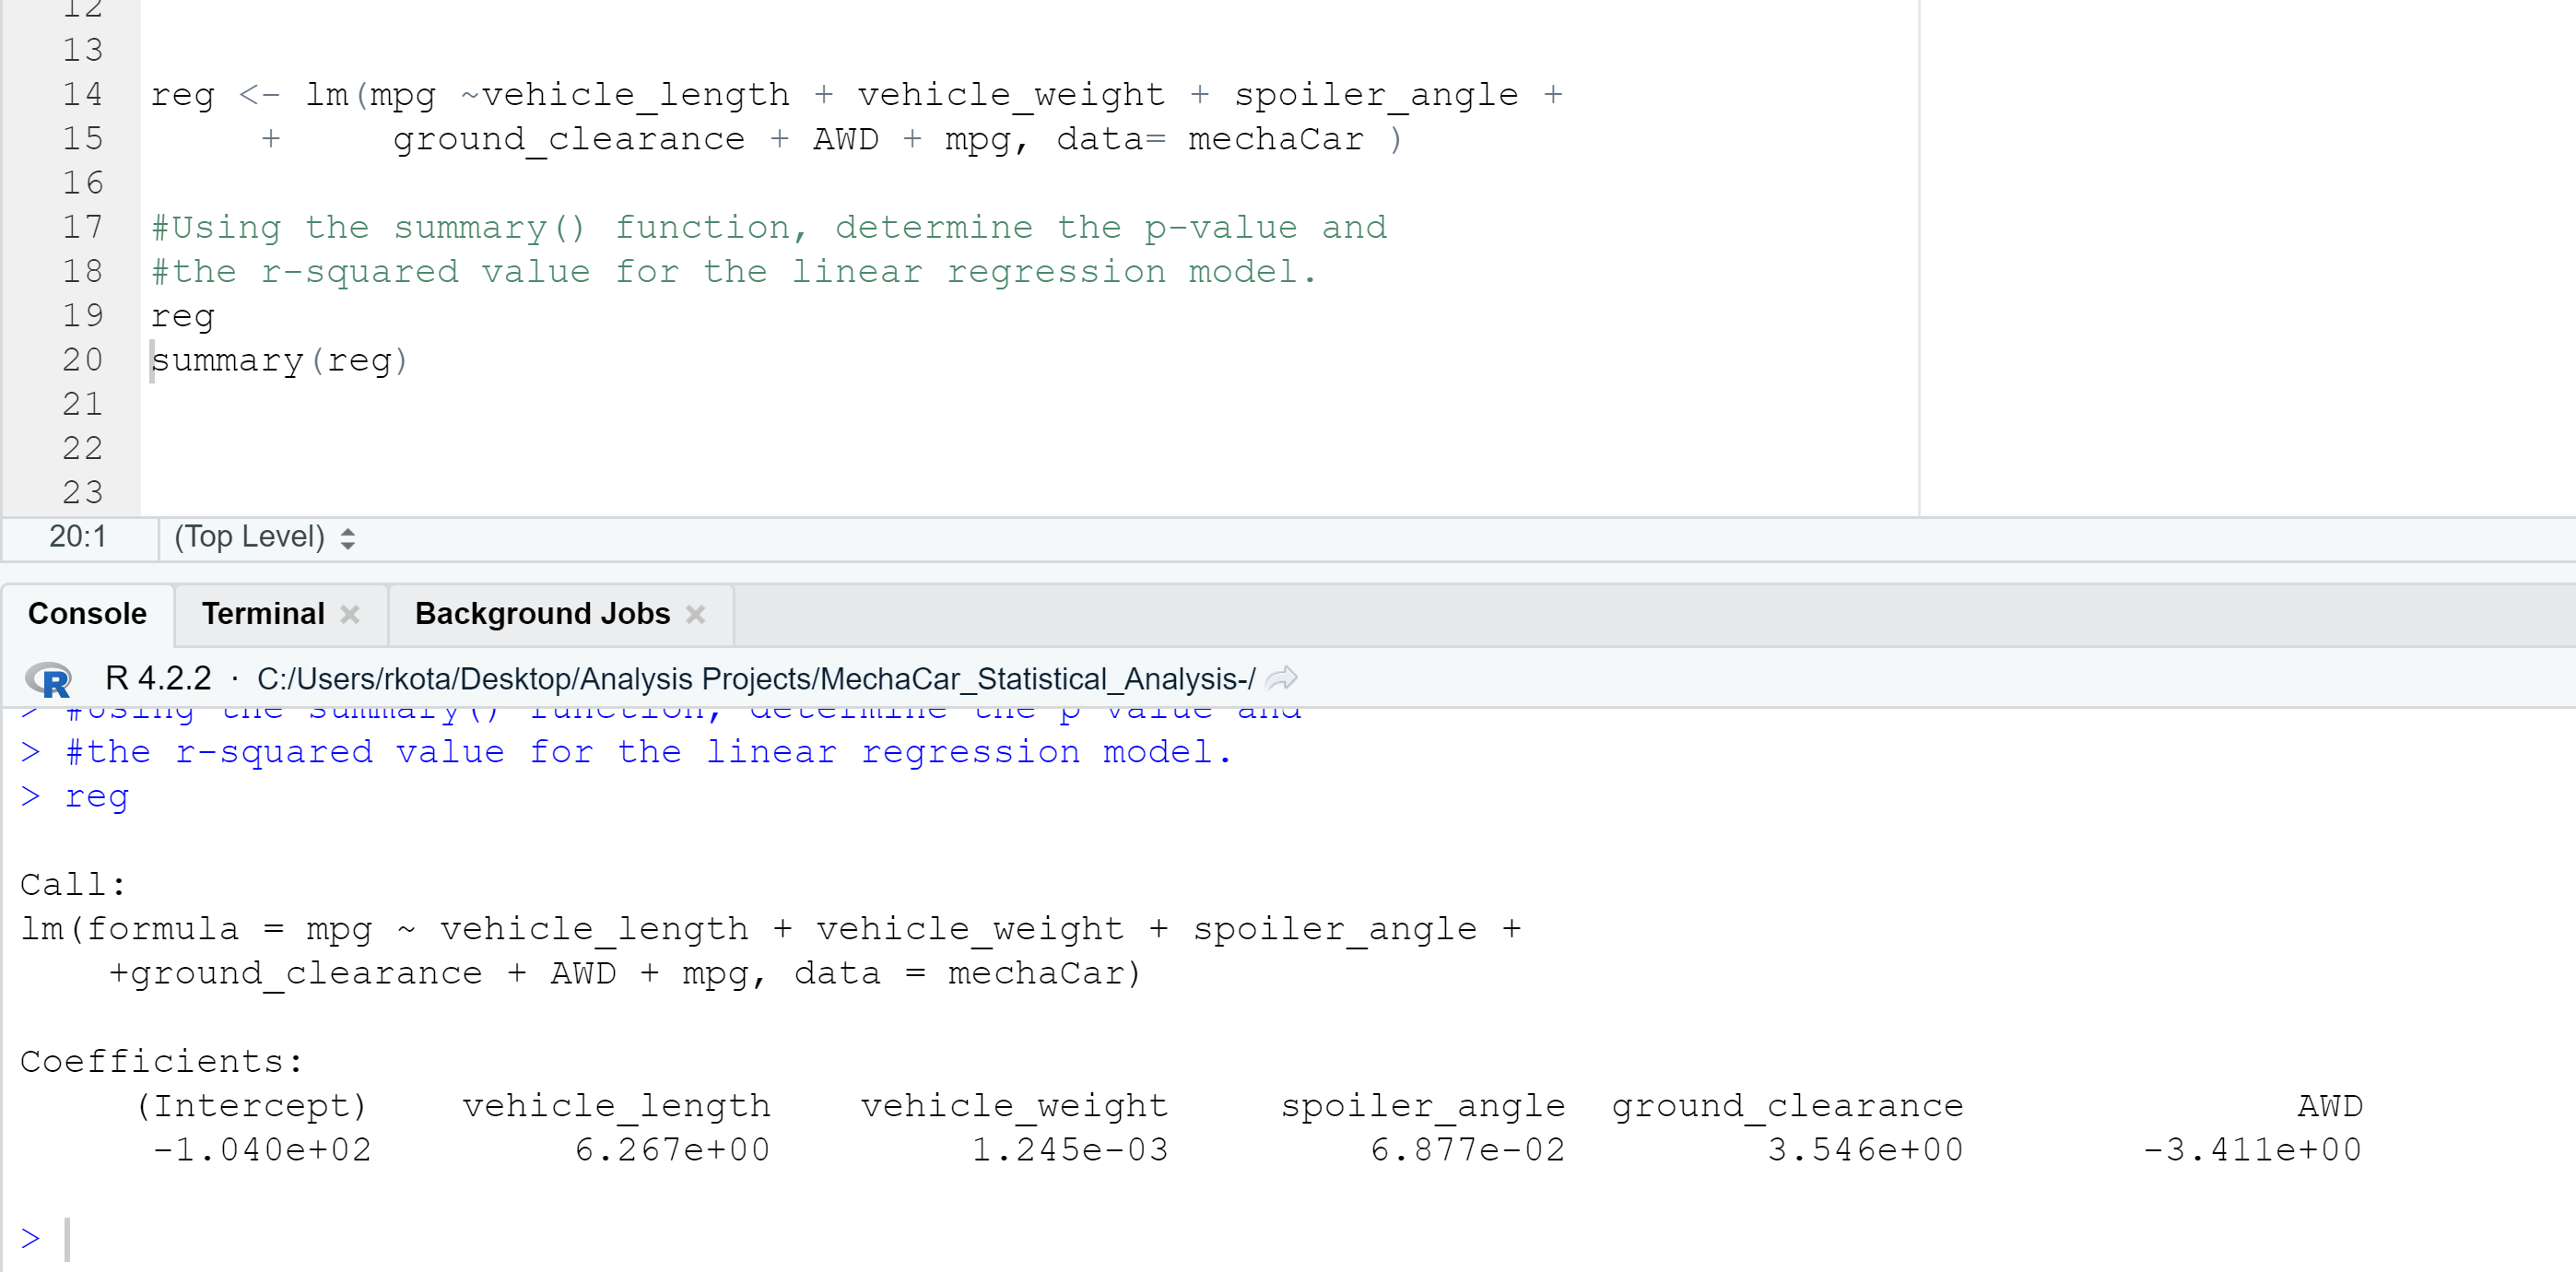 12
13
14 reg <- lm(mpg ~vehicle_length + vehicle_weight + spoiler_angle +
15      +     ground_clearance + AWD + mpg, data= mechaCar )
16
17 #Using the summary() function, determine the p-value and
18 #the r-squared value for the linear regression model.
19 reg
20 summary(reg)
21
22
23
20:1 (Top Level)
Console Terminal Background Jobs
R R 4.2.2 · C:/Users/rkota/Desktop/Analysis Projects/MechaCar_Statistical_Analysis-/
> #Using the summary() function, determine the p-value and
> #the r-squared value for the linear regression model.
> reg
Call:
lm(formula = mpg ~ vehicle_length + vehicle_weight + spoiler_angle +
    +ground_clearance + AWD + mpg, data = mechaCar)
Coefficients:
     (Intercept)    vehicle_length    vehicle_weight     spoiler_angle  ground_clearance               AWD
      -1.040e+02         6.267e+00         1.245e-03         6.877e-02         3.546e+00        -3.411e+00
>